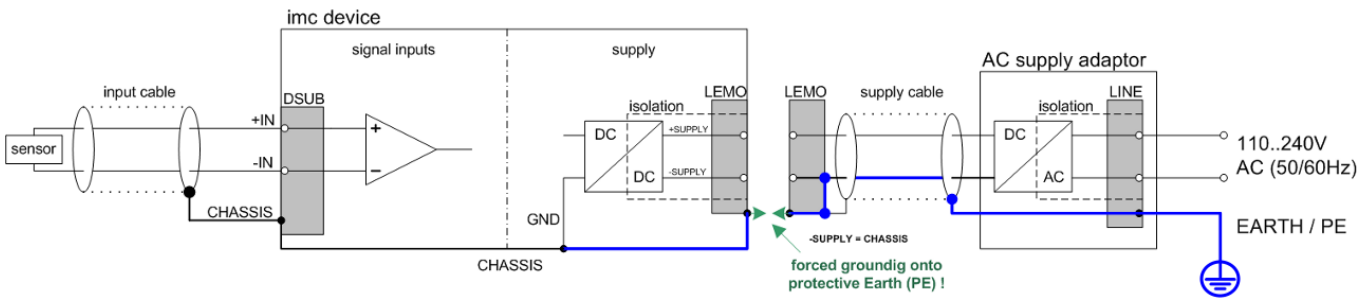 imc device
signal inputs
supply
AC supply adaptor
input cable
DSUB
LEMO
LEMO
supply cable
LINE
isolation
isolation
+IN
+
DC
+SUPPLY
DC
sensor
110..240V
-IN
−
DC
-SUPPLY
AC
AC (50/60Hz)
CHASSIS
GND
EARTH / PE
-SUPPLY = CHASSIS
CHASSIS
forced groundig onto
protective Earth (PE) !